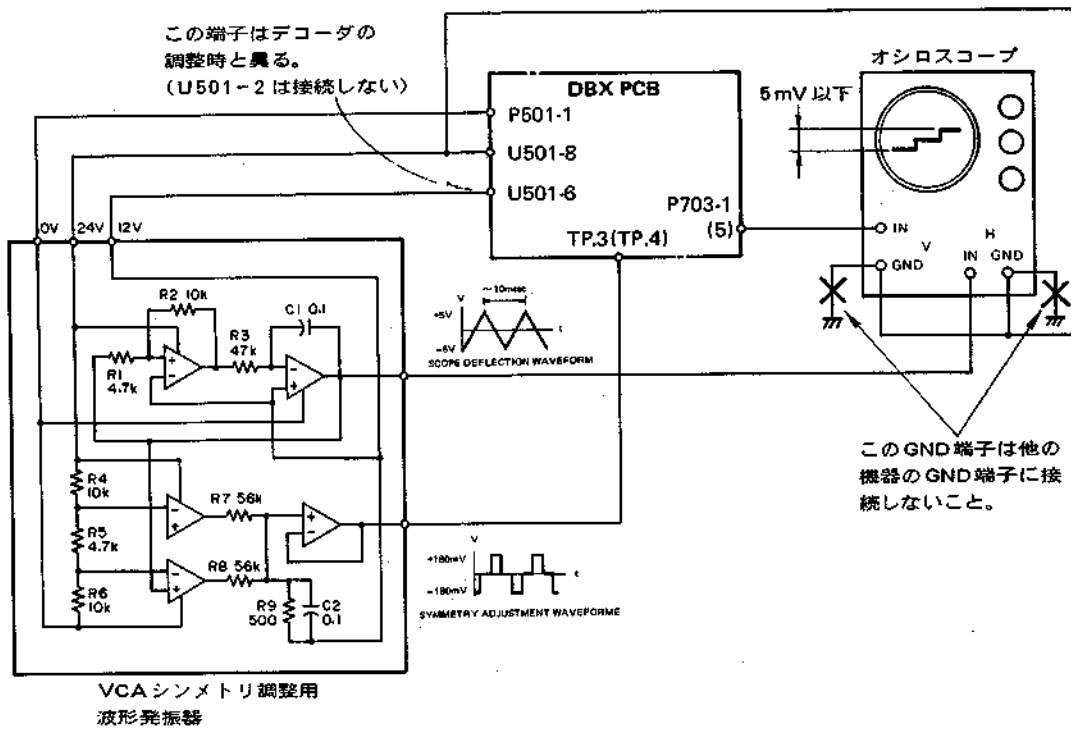 この端子はデコーダの
調整時と異る。
(U501-2は接続しない)
DBX PCB
P501-1
U501-8
U501-6
P703-1
(5)
TP.3(TP.4)
オシロスコープ
5mV以下
IN
V
GND
H
IN GND
このGND端子は他の
機器のGND端子に接
続しないこと。
0V 24V 12V
R2 10k
R1
4.7k
R3
47k
C1 0.1
R4
10k
R5
4.7k
R6
10k
R7 56k
R8 56k
R9
500
C2
0.1
~10msec
V
+5V
-5V
t
SCOPE DEFLECTION WAVEFORM
V
+180mV
-180mV
t
SYMMETRY ADJUSTMENT WAVEFORME
VCAシンメトリ調整用
波形発振器